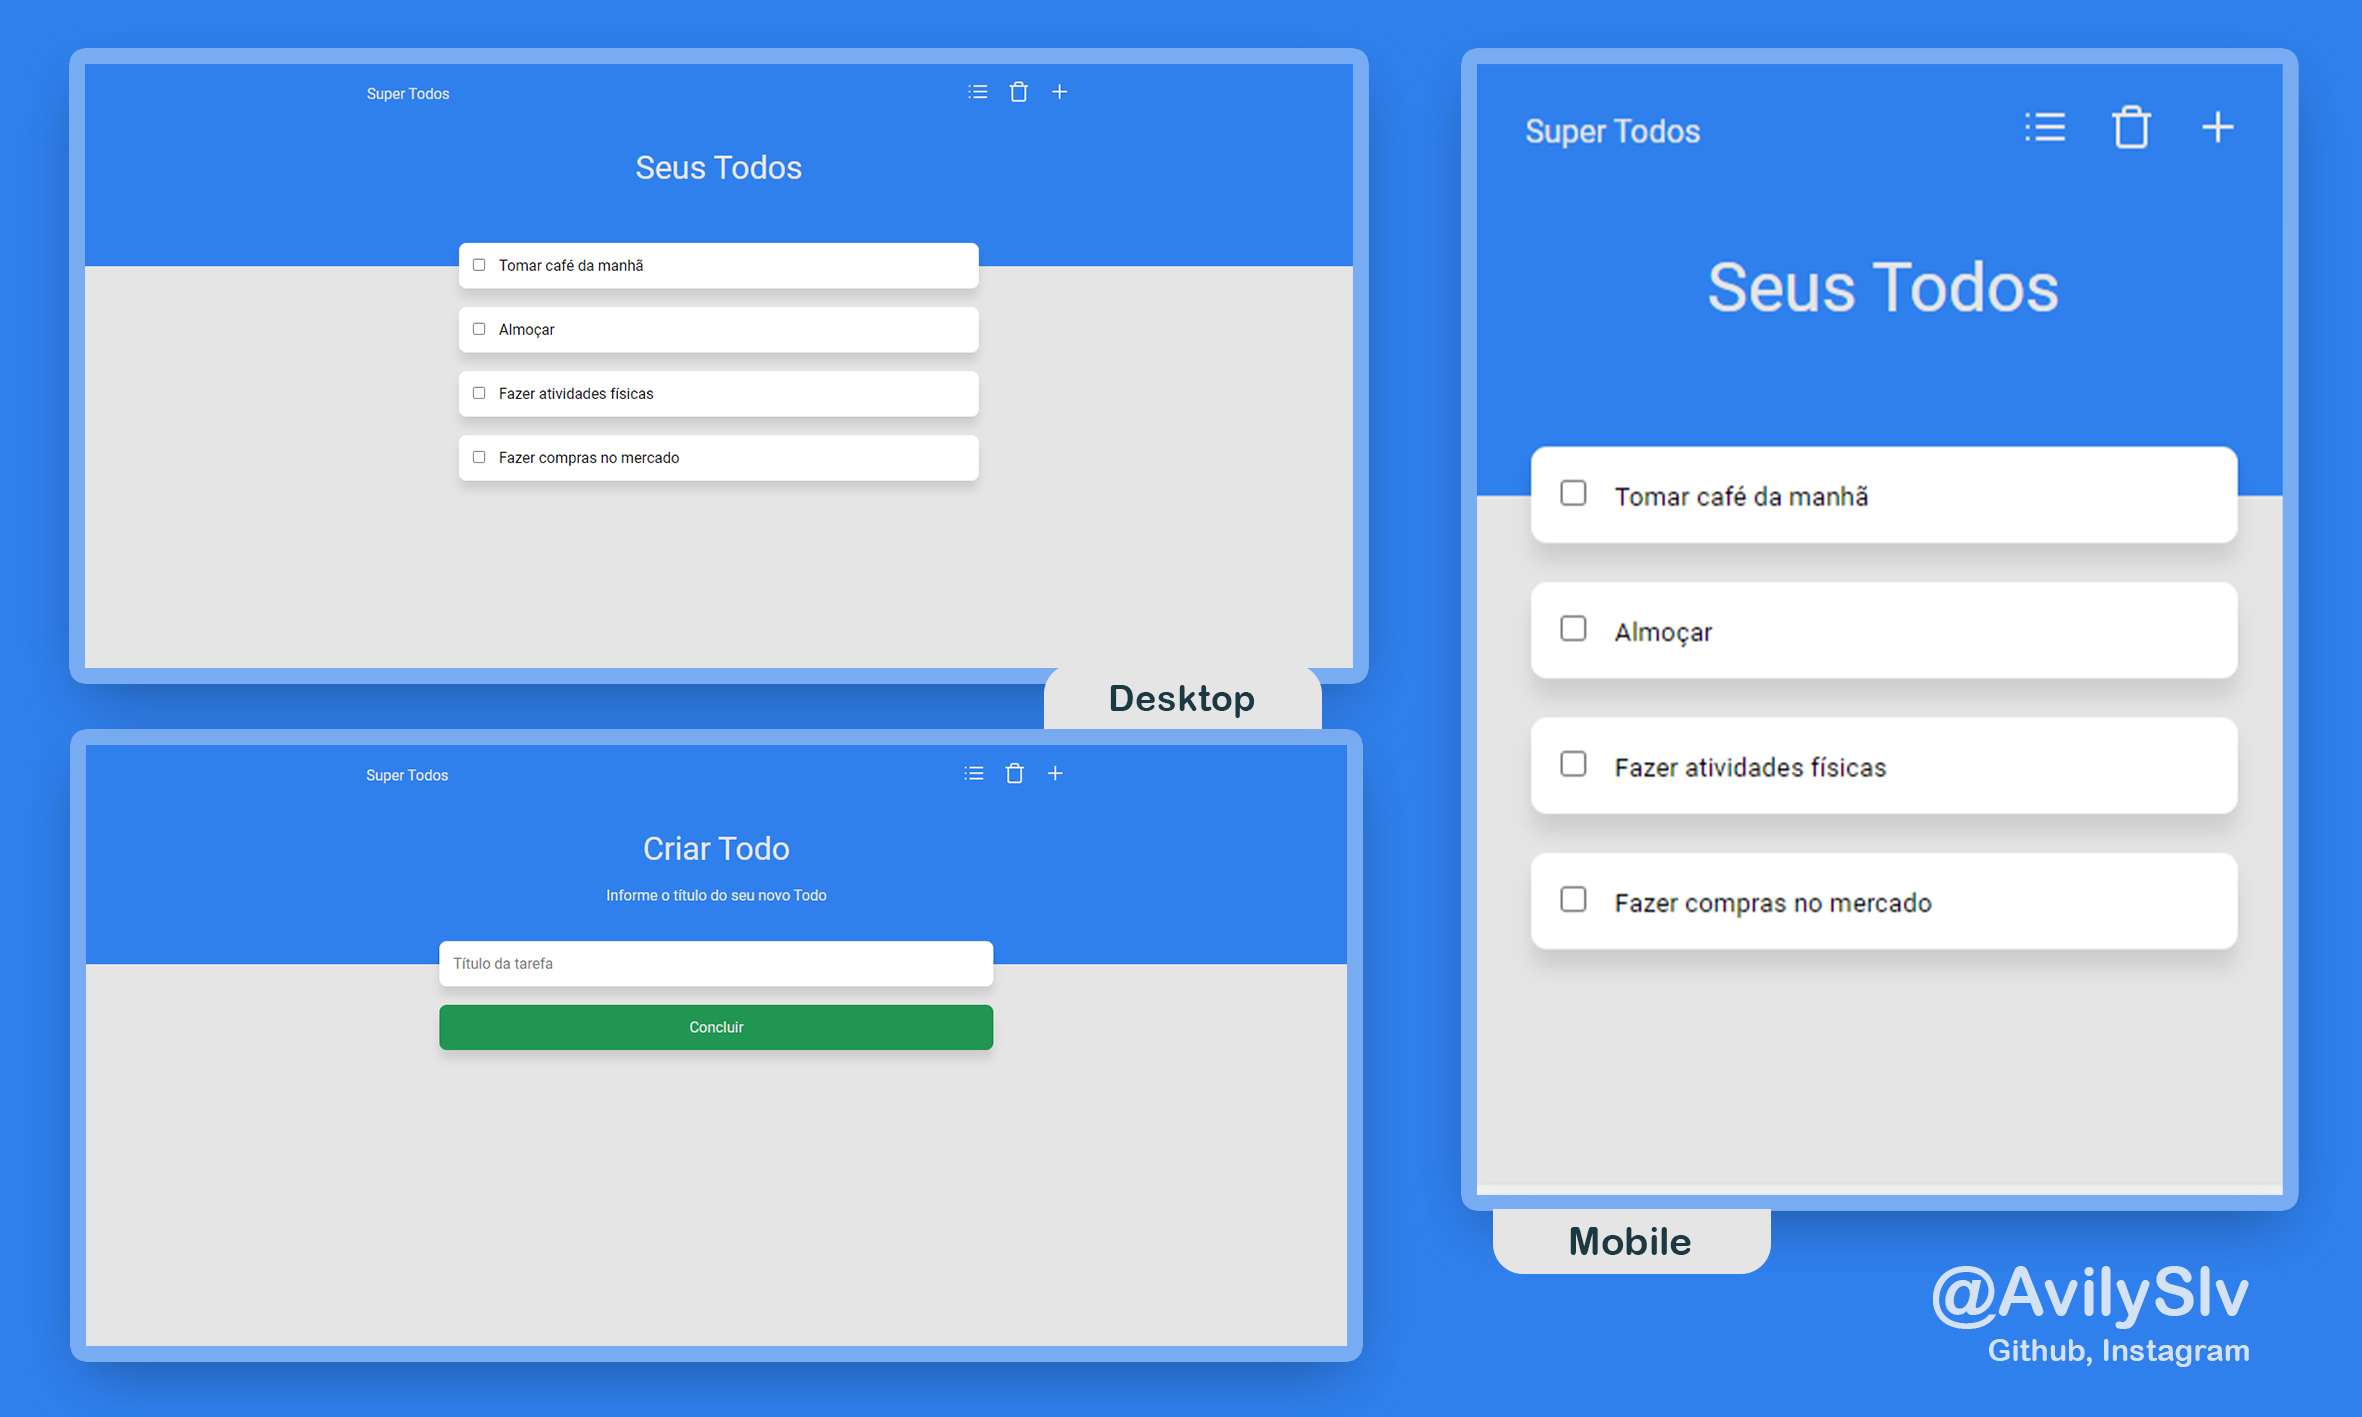 Super Todos
Seus Todos
Tomar café da manhã
Almoçar
Fazer atividades físicas
Fazer compras no mercado
Desktop
Super Todos
Criar Todo
Informe o título do seu novo Todo
Título da tarefa
Concluir
Super Todos
Seus Todos
Tomar café da manhã
Almoçar
Fazer atividades físicas
Fazer compras no mercado
Mobile
@AvilySlv
Github, Instagram